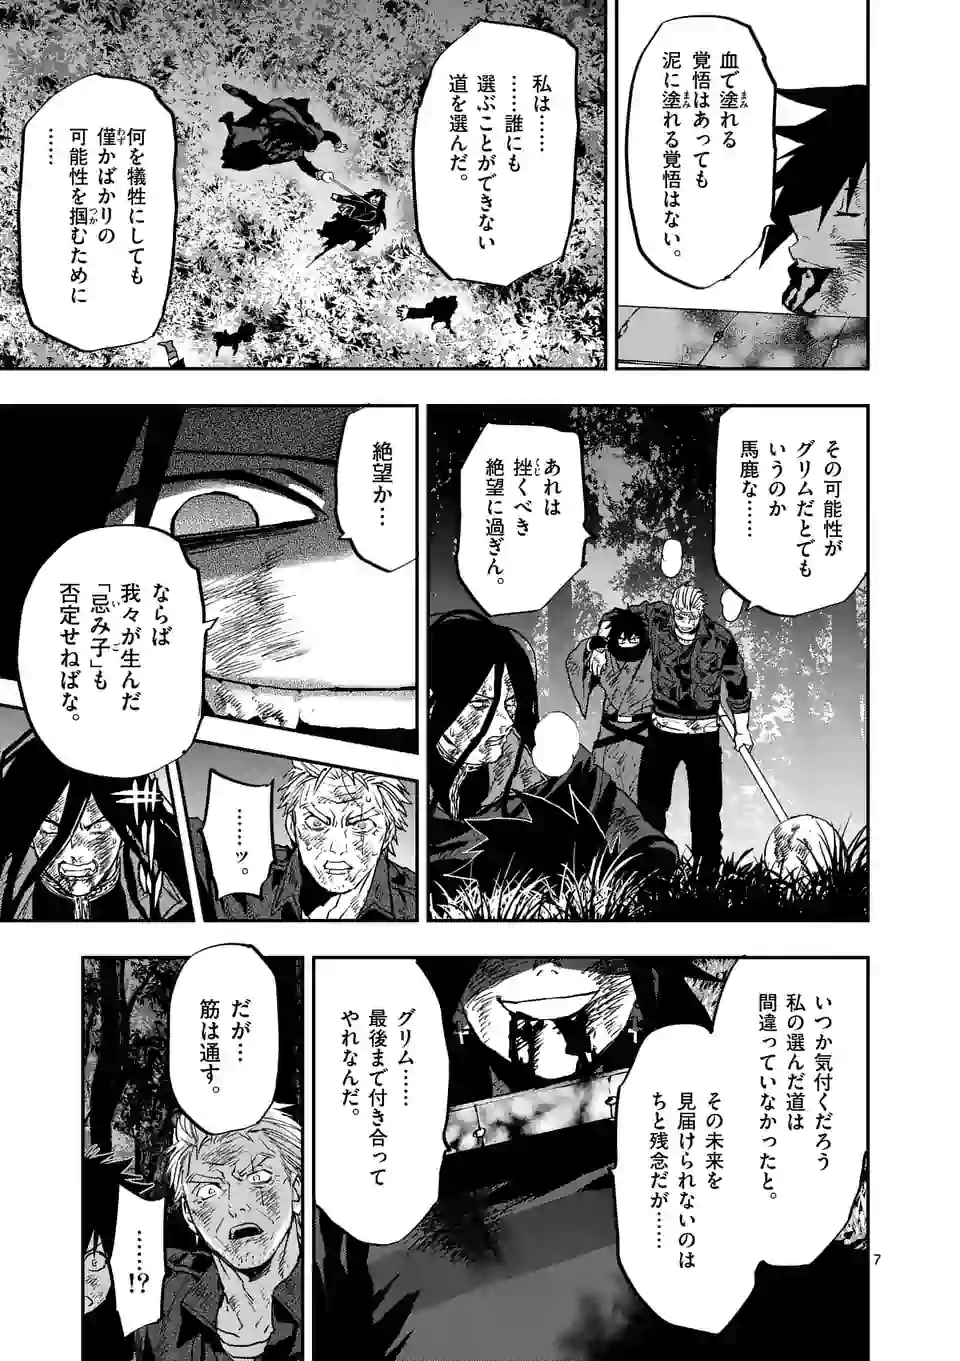 血で塗れる
覚悟はあっても
泥に塗れる覚悟はない。
私は……
……誰にも
選ぶことができない
道を選んだ。
何を犠牲にしても
僅かばかりの
可能性を掴むために
……
その可能性が
グリムだとでも
いうのか
馬鹿な……
あれは
挫くべき
絶望に過ぎん。
絶望か…
ならば
我々が生んだ
「忌み子」も
否定せねばな。
……ッ。
いつか気付くだろう
私の選んだ道は
間違っていなかったと。
その未来を
見届けられないのは
ちと残念だが……
グリム……
最後まで付き合って
やれなんだ。
だが…
筋は通す。
……!?
7